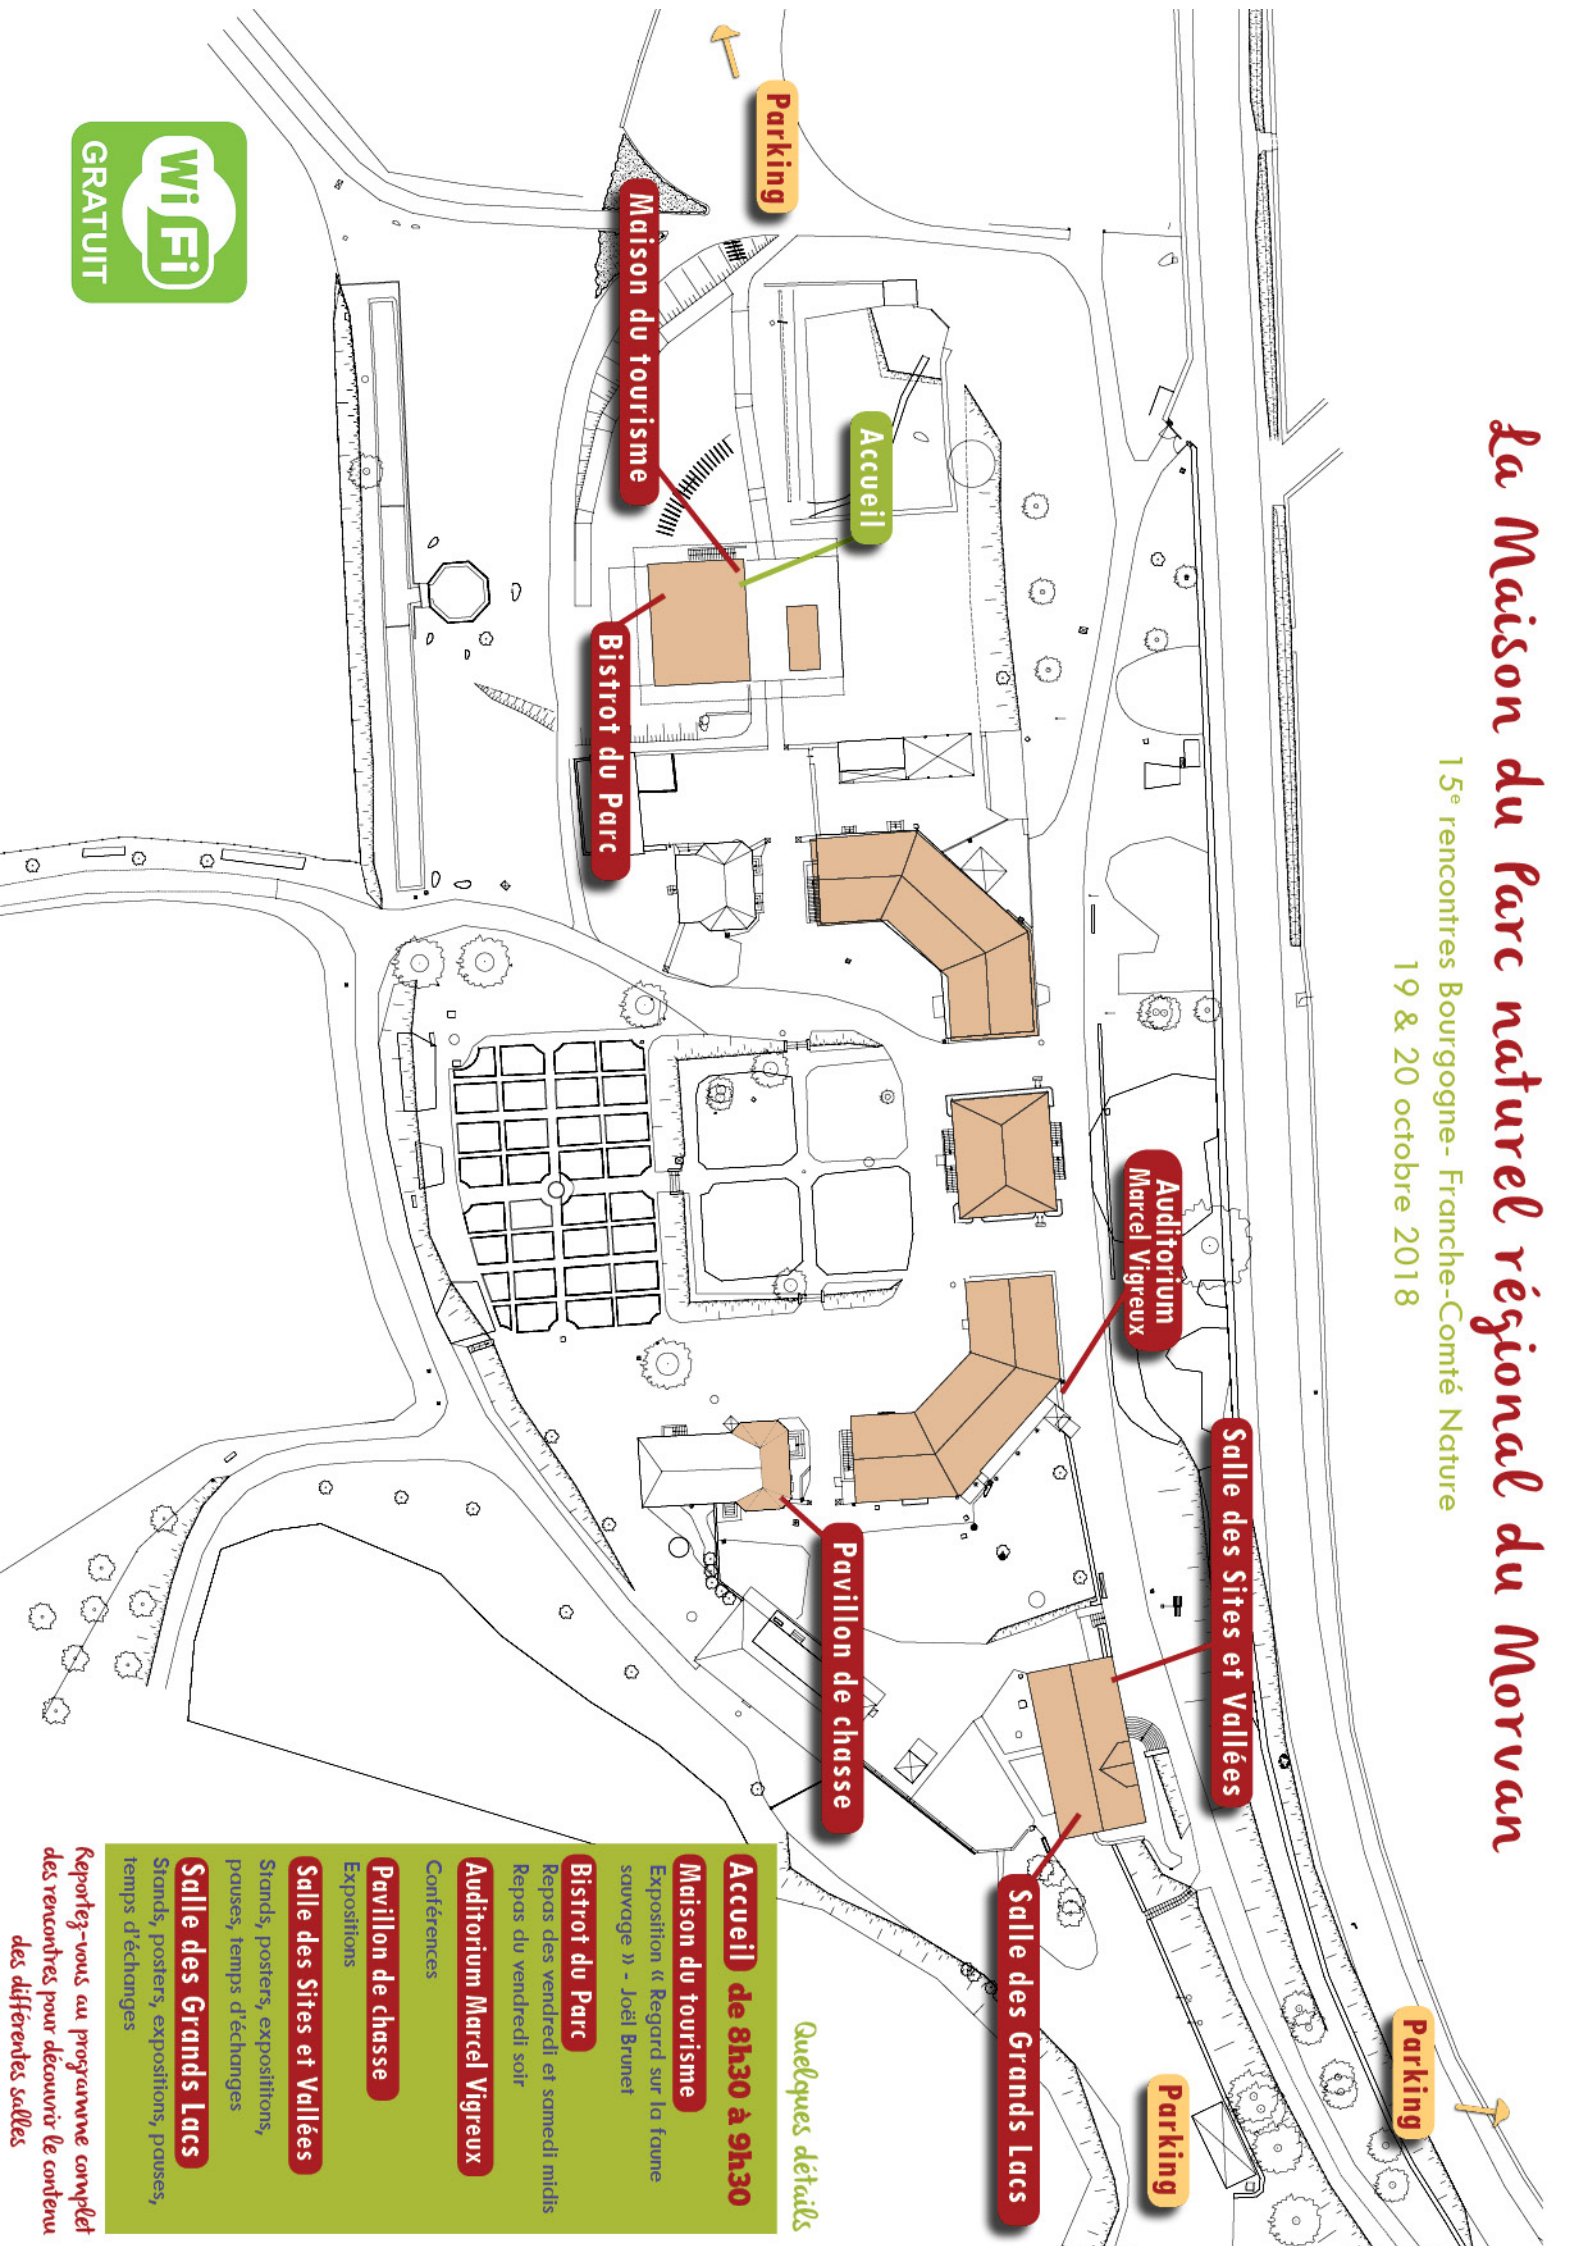 La Maison du Parc naturel régional du Morvan
15e rencontres Bourgogne- Franche-Comté Nature
19 & 20 octobre 2018
Parking
Maison du tourisme
Accueil
Bistrot du Parc
Auditorium
Marcel Vigreux
Salle des Sites et Vallées
Pavillon de chasse
Salle des Grands Lacs
Parking
Parking
Wi Fi
GRATUIT
Quelques détails
Accueil de 8h30 à 9h30
Maison du tourisme
Exposition « Regard sur la faune
sauvage » - Joël Brunet
Bistrot du Parc
Repas des vendredi et samedi midis
Repas du vendredi soir
Auditorium Marcel Vigreux
Conférences
Pavillon de chasse
Expositions
Salle des Sites et Vallées
Stands, posters, exposititons,
pauses, temps d'échanges
Salle des Grands Lacs
Stands, posters, expositions, pauses,
temps d'échanges
Reportez-vous au programme complet
des rencontres pour découvrir le contenu
des différentes salles